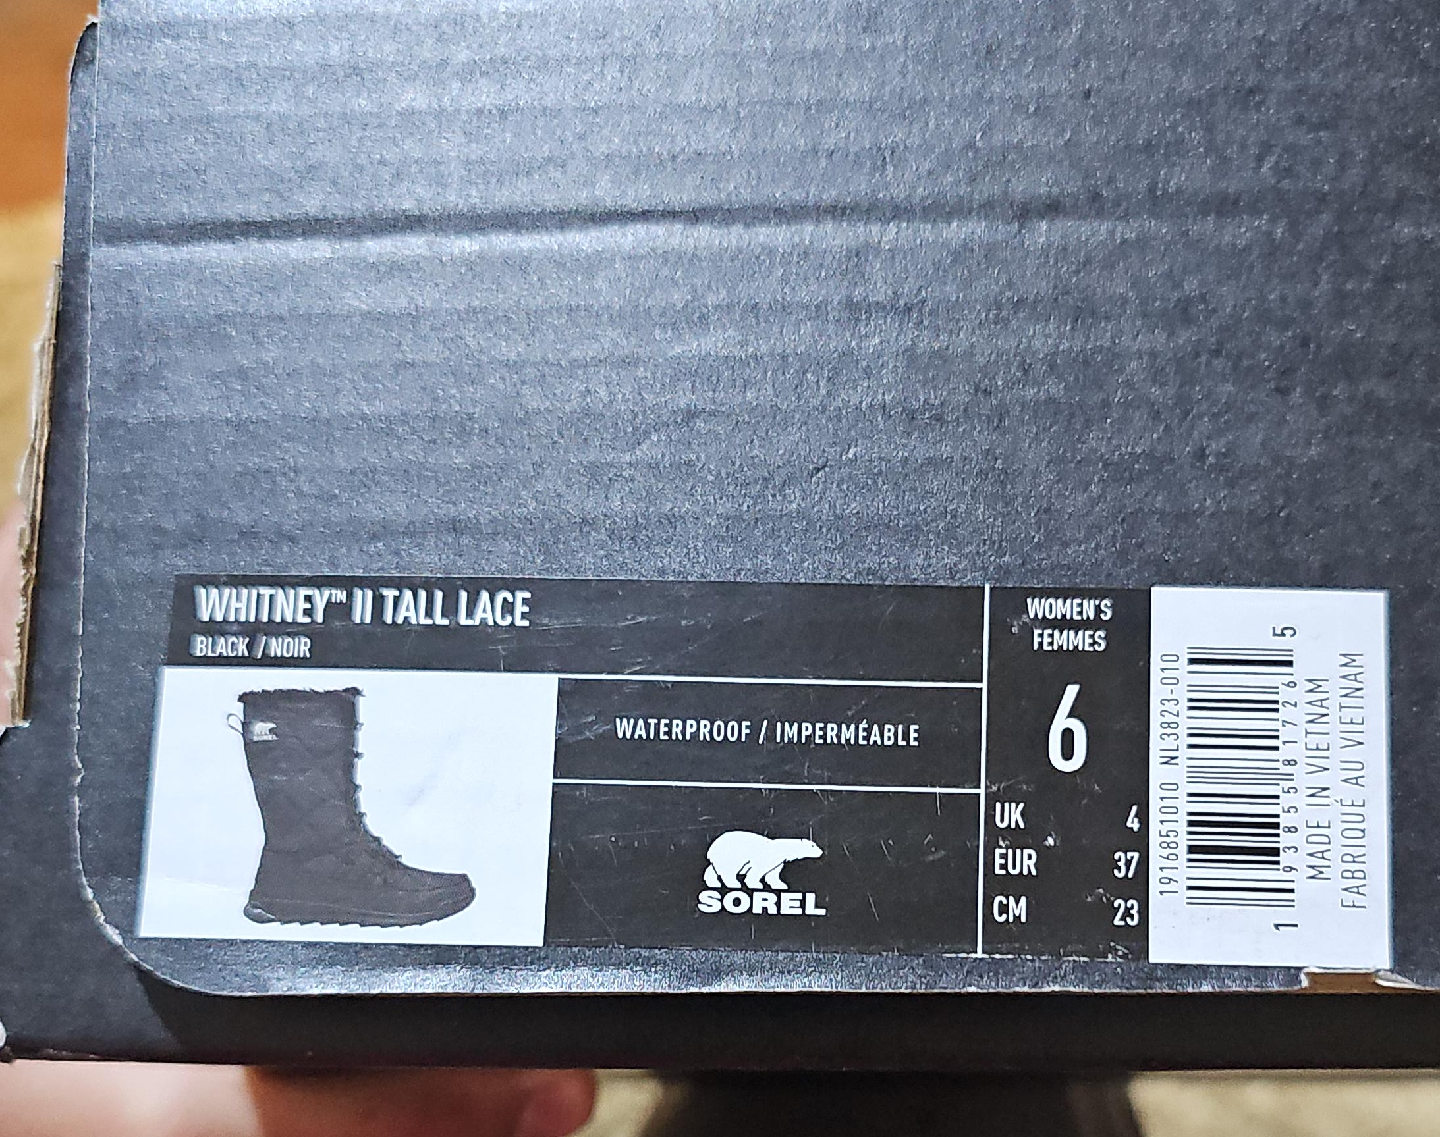 WHITNEY™ II TALL LACE
BLACK / NOIR
WATERPROOF / IMPERMÉABLE
SOREL
WOMEN'S
FEMMES
6
UK 4
EUR 37
CM 23
1916851010 NL3823-010
1 93855 81726 5
MADE IN VIETNAM
FABRIQUÉ AU VIETNAM